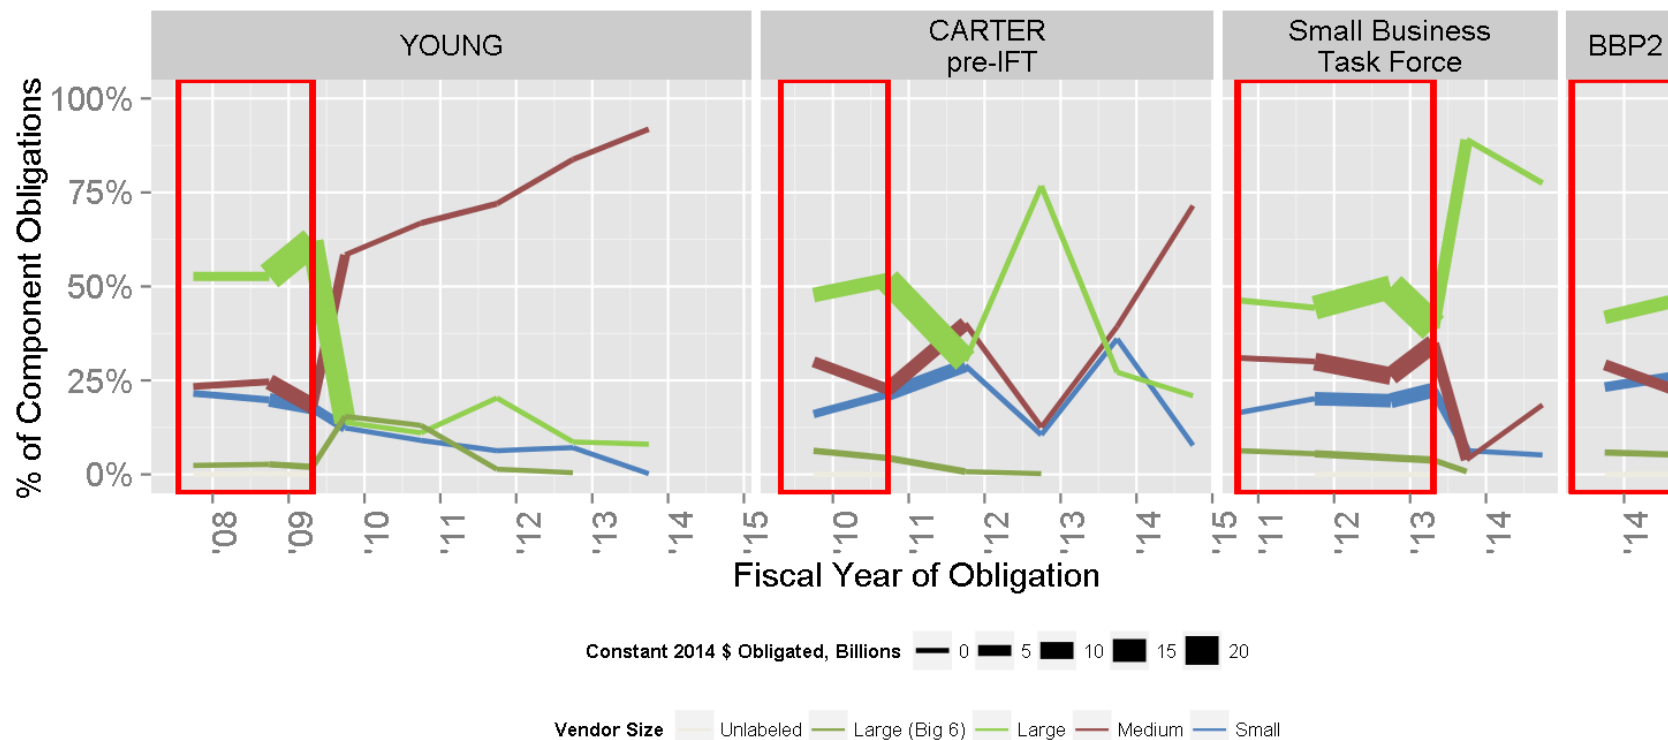 YOUNG
CARTER
pre-IFT
Small Business
Task Force
BBP2
% of Component Obligations
100%
75%
50%
25%
0%
'08 '09 '10 '11 '12 '13 '14 '15
'10 '11 '12 '13 '14 '15
'11 '12 '13 '14
'14
Fiscal Year of Obligation
Constant 2014 $ Obligated, Billions 0 5 10 15 20
Vendor Size Unlabeled Large (Big 6) Large Medium Small